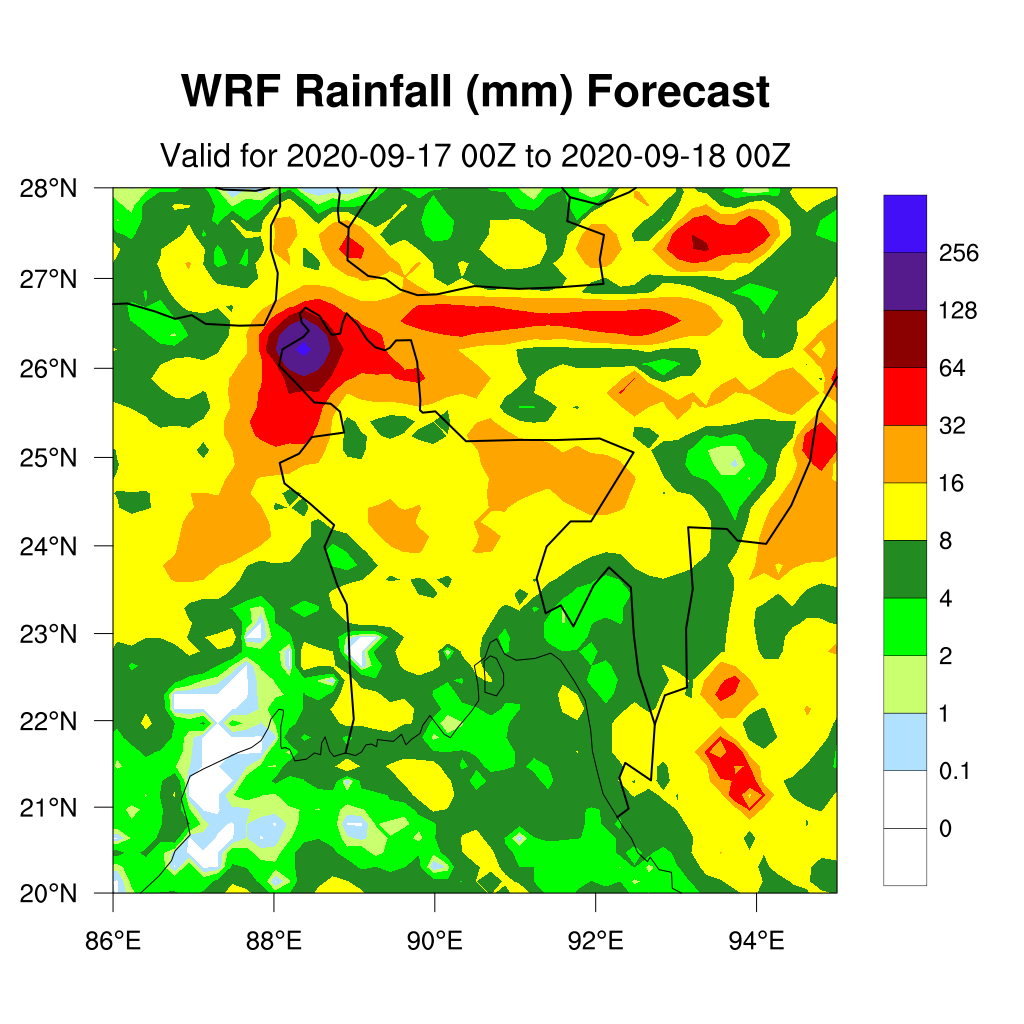 WRF Rainfall (mm) Forecast
Valid for 2020-09-17 00Z to 2020-09-18 00Z
28°N
27°N
26°N
25°N
24°N
23°N
22°N
21°N
20°N
86°E 88°E 90°E 92°E 94°E
256
128
64
32
16
8
4
2
1
0.1
0